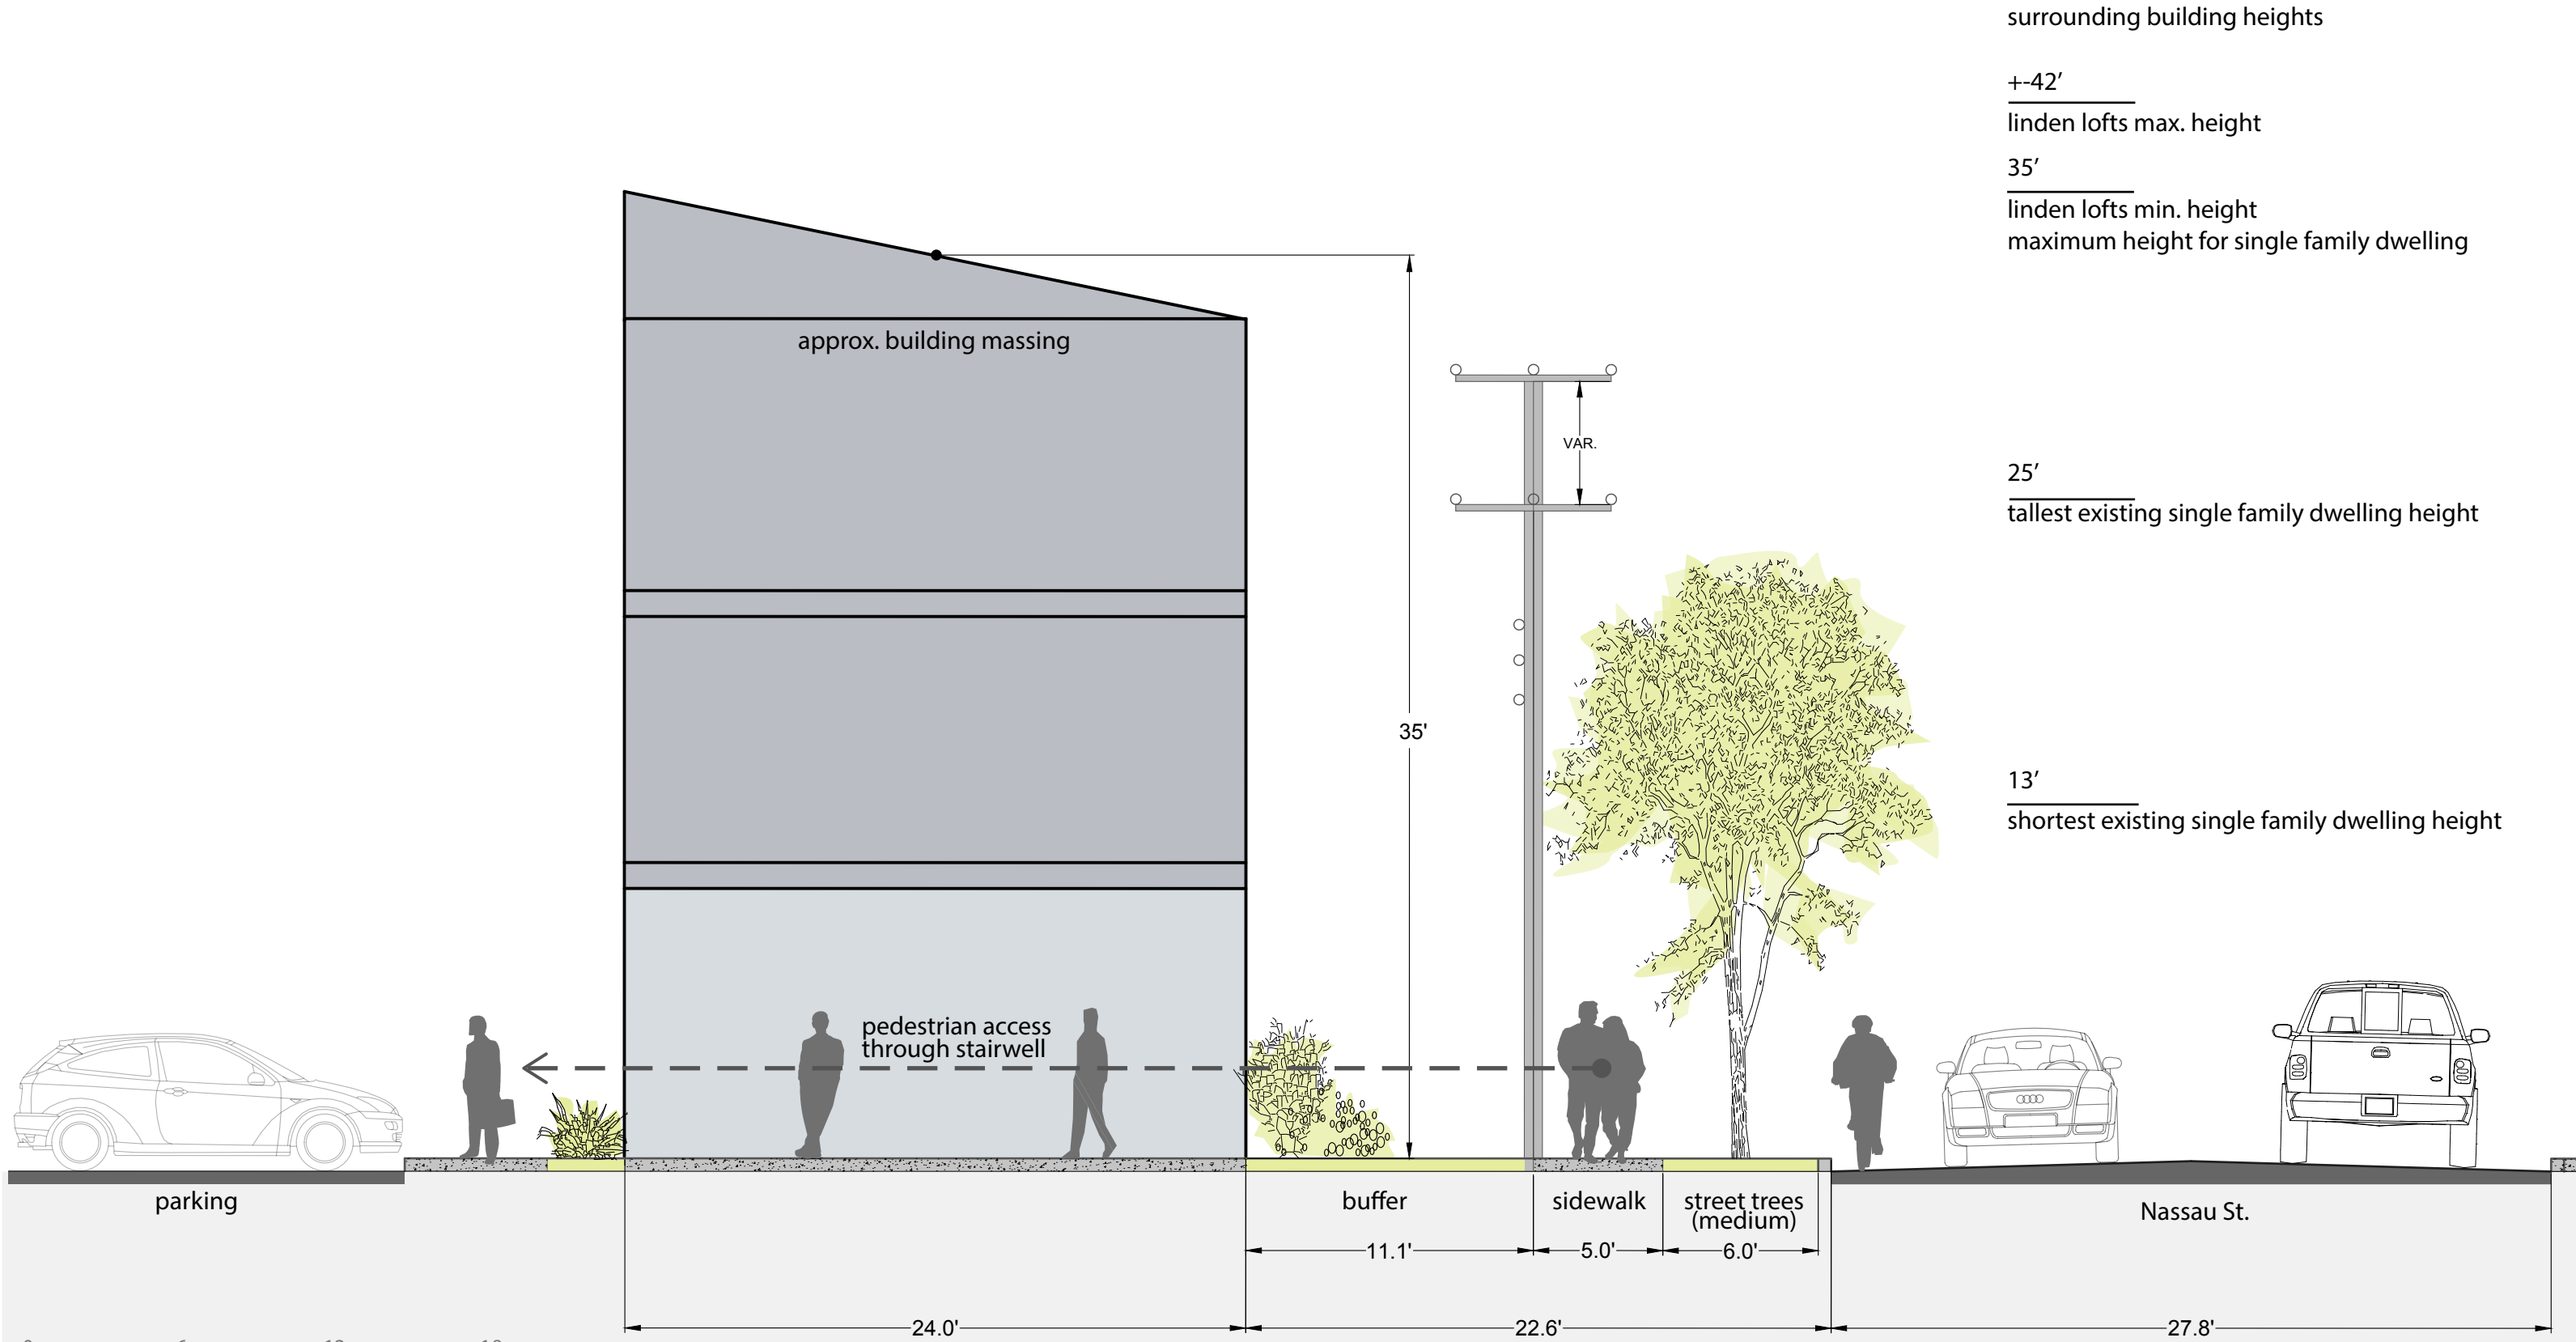 surrounding building heights
+-42’
linden lofts max. height
35’
linden lofts min. height
maximum height for single family dwelling
approx. building massing
VAR.
25’
tallest existing single family dwelling height
35'
13’
shortest existing single family dwelling height
pedestrian access
through stairwell
parking
buffer
sidewalk
street trees
(medium)
Nassau St.
11.1'
5.0'
6.0'
24.0'
22.6'
27.8'